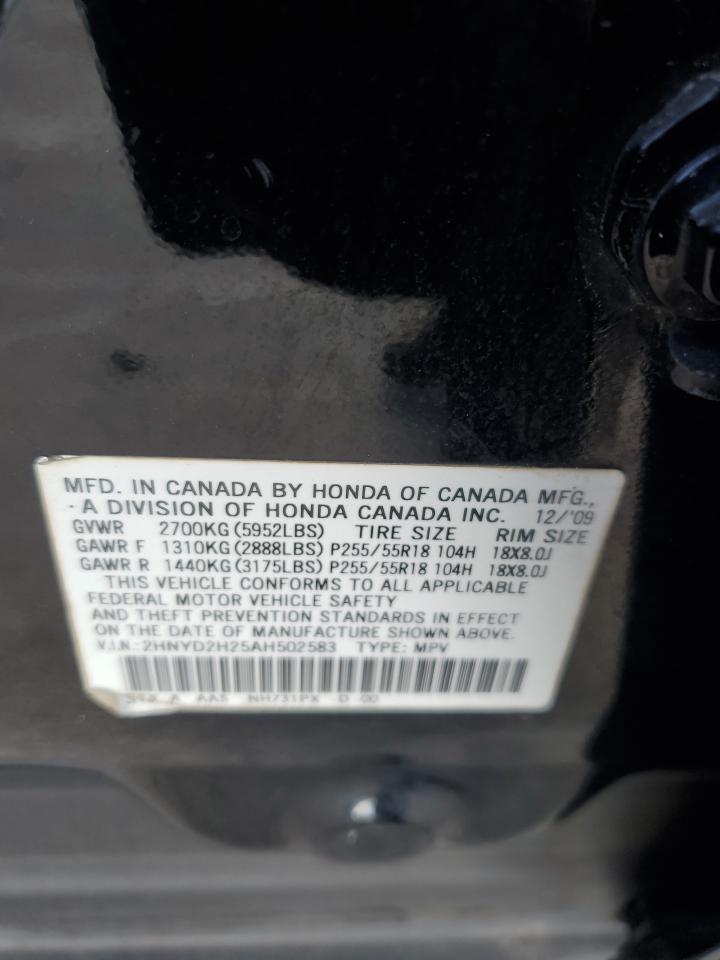 MFD. IN CANADA BY HONDA OF CANADA MFG.,
A DIVISION OF HONDA CANADA INC. 12/'09
GVWR 2700KG(5952LBS) TIRE SIZE RIM SIZE
GAWR F 1310KG(2888LBS) P255/55R18 104H 18X8.0J
GAWR R 1440KG(3175LBS) P255/55R18 104H 18X8.0J
THIS VEHICLE CONFORMS TO ALL APPLICABLE
FEDERAL MOTOR VEHICLE SAFETY
AND THEFT PREVENTION STANDARDS IN EFFECT
ON THE DATE OF MANUFACTURE SHOWN ABOVE.
V.I.N.:2HNYD2H25AH502583 TYPE: MPV
A AAS NH731PX -D -00